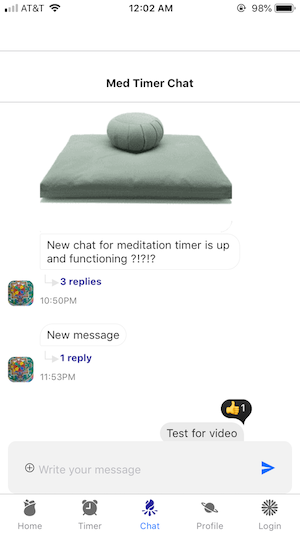 AT&T 12:02 AM 98%
Med Timer Chat
New chat for meditation timer is up
and functioning ?!?!?
3 replies
10:50PM
New message
1 reply
11:53PM
1
Test for video
Write your message
Home Timer Chat Profile Login